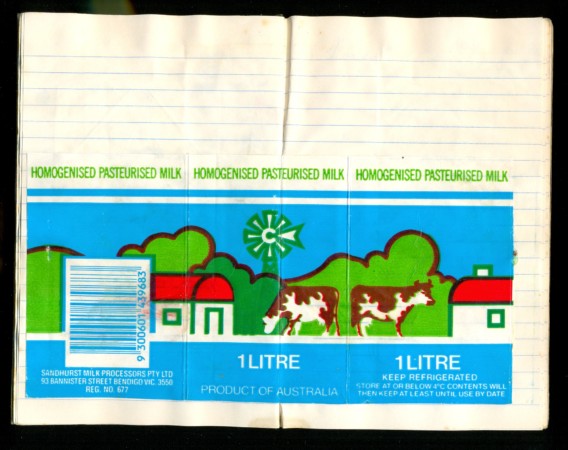 HOMOGENISED PASTEURISED MILK
HOMOGENISED PASTEURISED MILK
HOMOGENISED PASTEURISED MILK
C
9 300601 439683
SANDHURST MILK PROCESSORS PTY LTD
93 BANNISTER STREET BENDIGO VIC. 3550
REG. NO. 677
1 LITRE
PRODUCT OF AUSTRALIA
1 LITRE
KEEP REFRIGERATED
STORE AT OR BELOW 4°C CONTENTS WILL
THEN KEEP AT LEAST UNTIL USE BY DATE